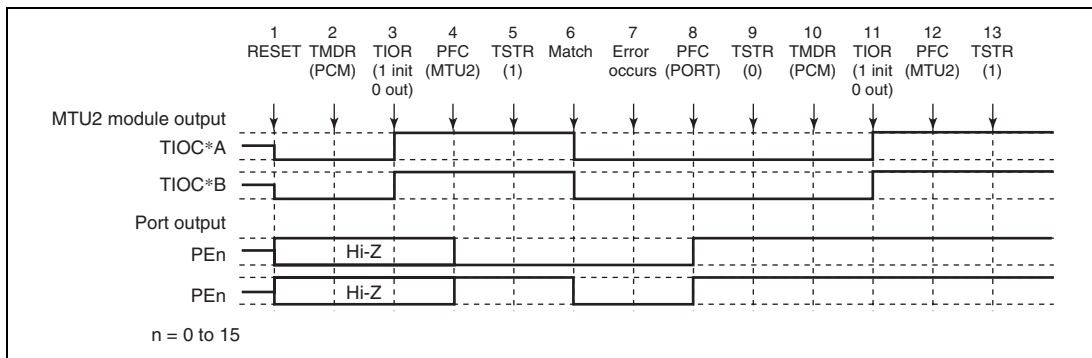 1 2 3 4 5 6 7 8 9 10 11 12 13
RESET TMDR TIOR PFC TSTR Match Error PFC TSTR TMDR TIOR PFC TSTR
(PCM) (1 init (MTU2) (1) occurs (PORT) (0) (PCM) (1 init (MTU2) (1)
0 out) 0 out)
MTU2 module output
TIOC*A
TIOC*B
Port output
PEn Hi-Z
PEn Hi-Z
n = 0 to 15